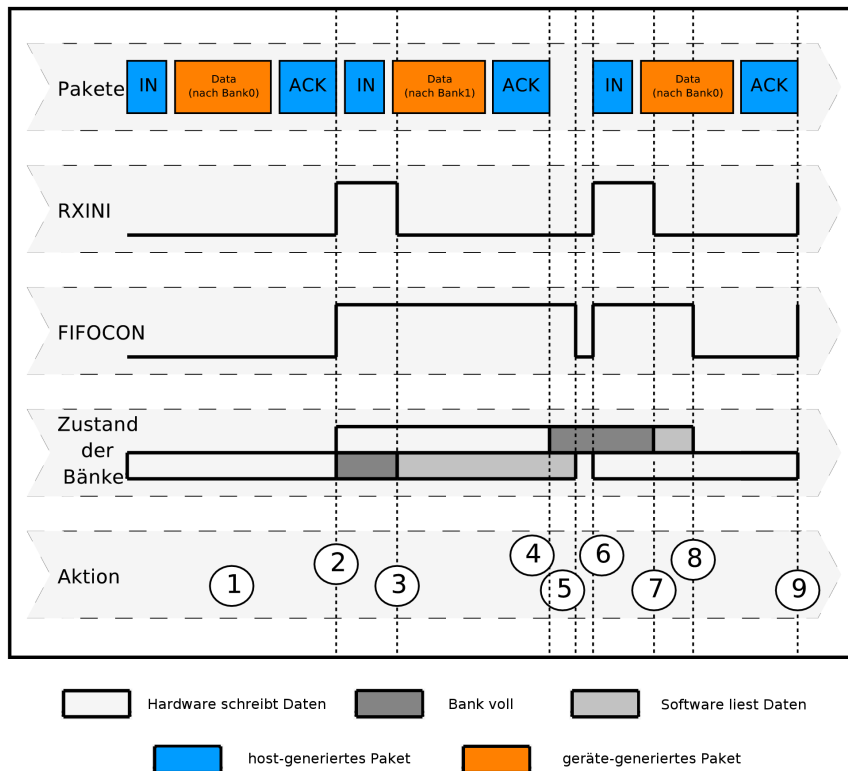 Pakete
IN
Data
(nach Bank0)
ACK
IN
Data
(nach Bank1)
ACK
IN
Data
(nach Bank0)
ACK
RXINI
FIFOCON
Zustand
der
Bänke
Aktion
1
2
3
4
5
6
7
8
9
Hardware schreibt Daten
Bank voll
Software liest Daten
host-generiertes Paket
geräte-generiertes Paket